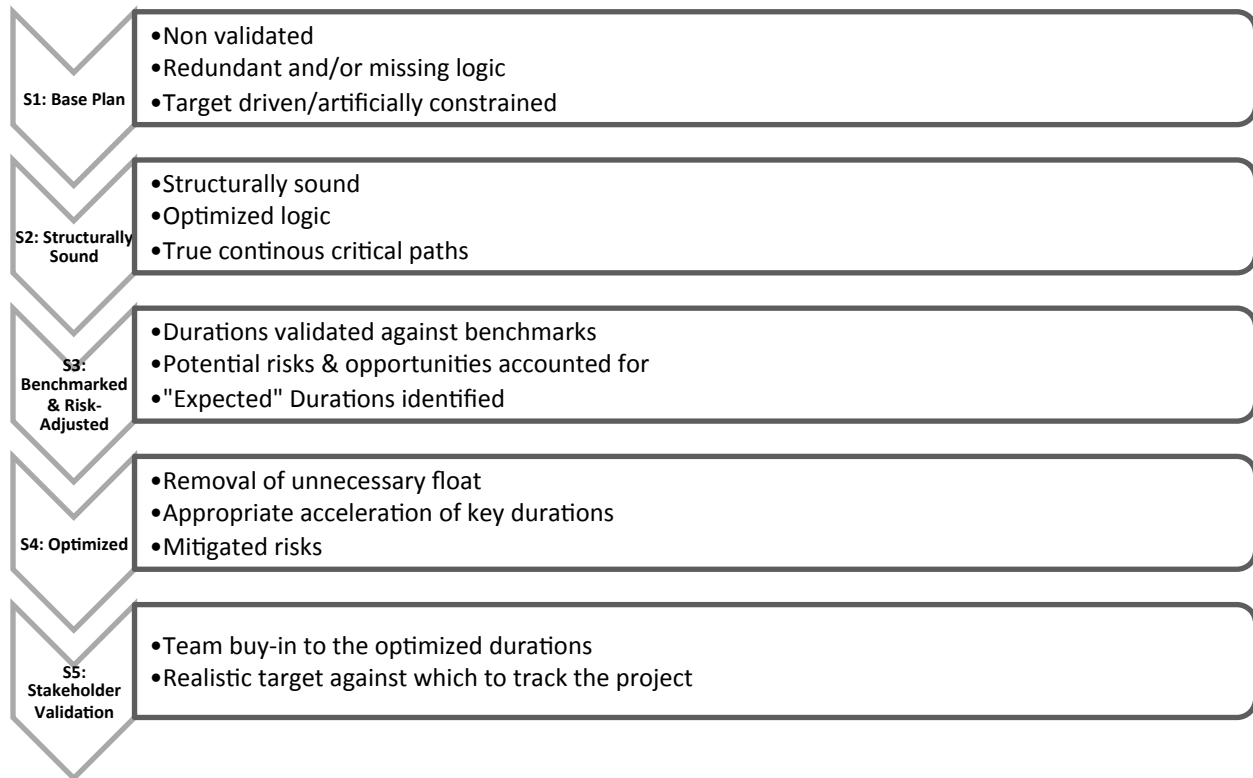 S1: Base Plan
•Non validated
•Redundant and/or missing logic
•Target driven/artificially constrained
S2: Structurally
Sound
•Structurally sound
•Optimized logic
•True continous critical paths
S3:
Benchmarked
& Risk-
Adjusted
•Durations validated against benchmarks
•Potential risks & opportunities accounted for
•"Expected" Durations identified
S4: Optimized
•Removal of unnecessary float
•Appropriate acceleration of key durations
•Mitigated risks
S5:
Stakeholder
Validation
•Team buy-in to the optimized durations
•Realistic target against which to track the project